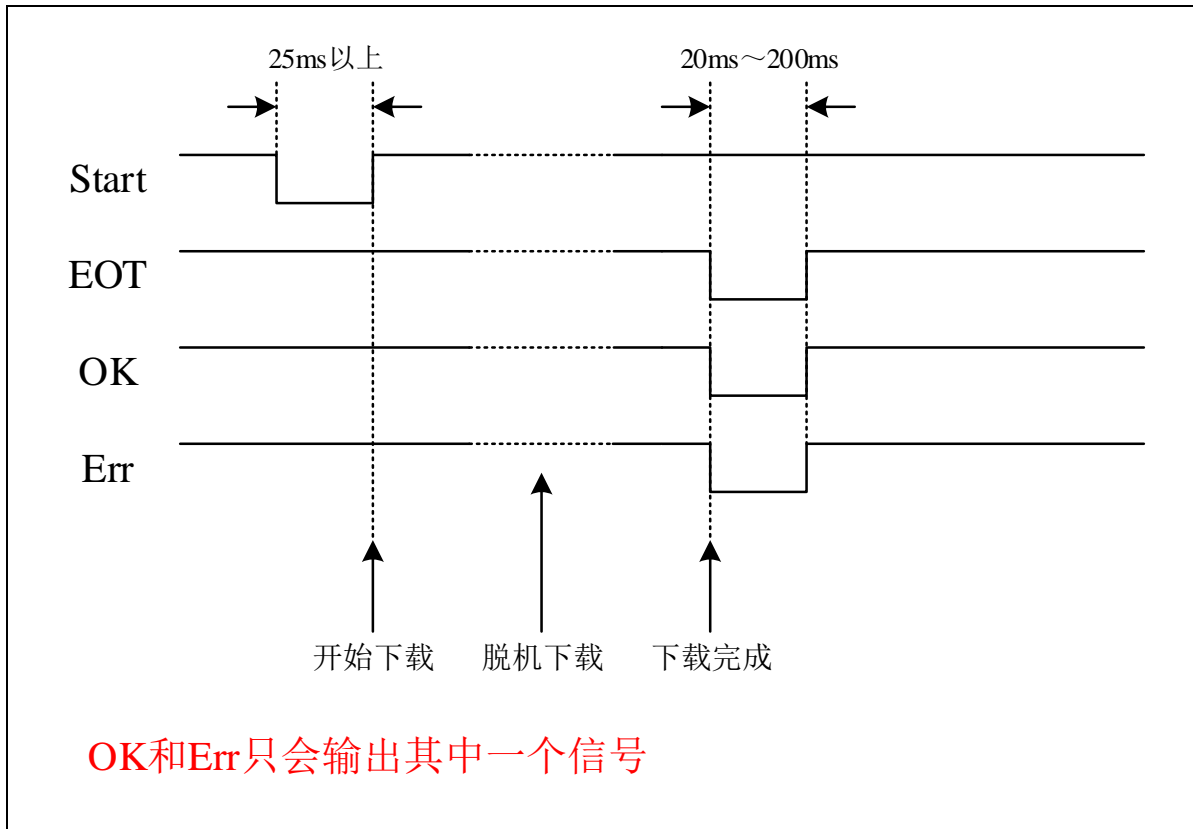 25ms以上
20ms～200ms
Start
EOT
OK
Err
开始下载
脱机下载
下载完成
OK和Err只会输出其中一个信号